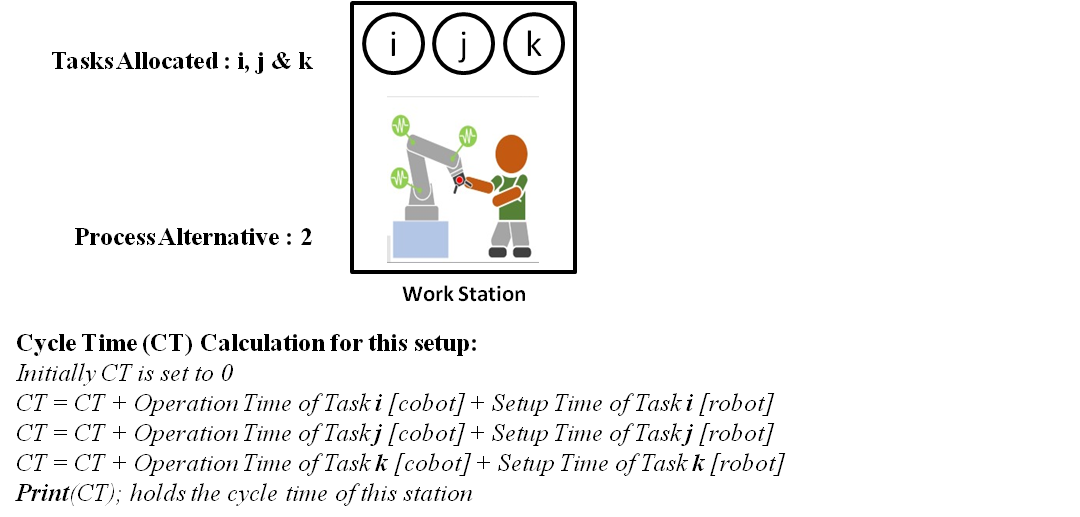 i j k
Tasks Allocated : i, j & k
Process Alternative : 2
Work Station
Cycle Time (CT) Calculation for this setup:
Initially CT is set to 0
CT = CT + Operation Time of Task i [cobot] + Setup Time of Task i [robot]
CT = CT + Operation Time of Task j [cobot] + Setup Time of Task j [robot]
CT = CT + Operation Time of Task k [cobot] + Setup Time of Task k [robot]
Print(CT); holds the cycle time of this station